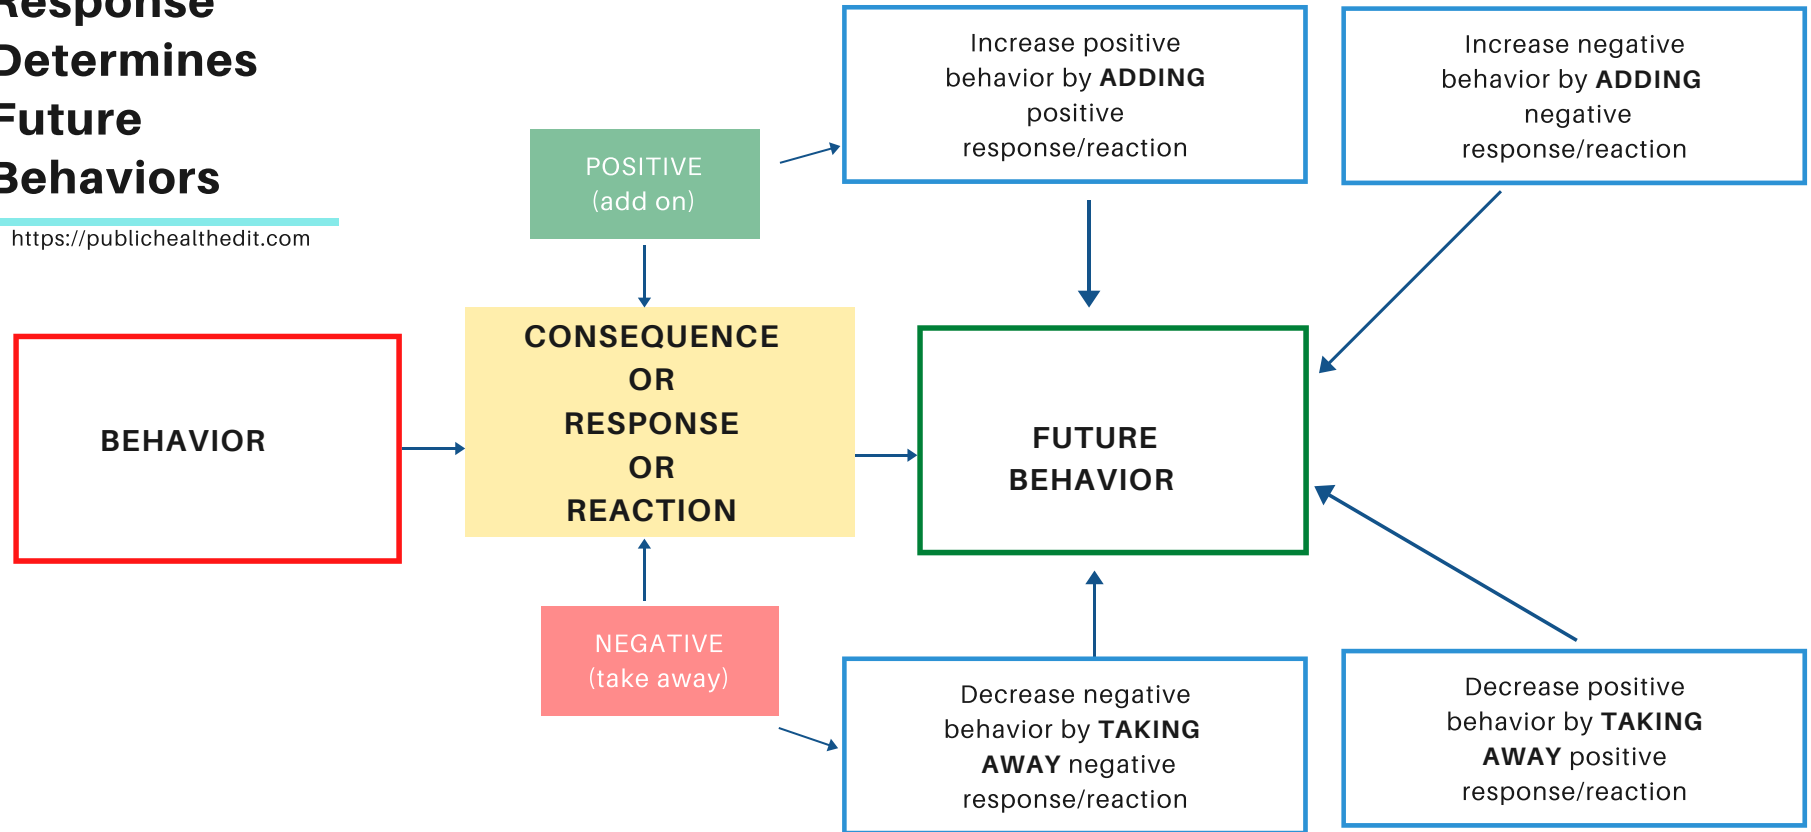 Response
Determines
Future
Behaviors
https://publichealthedit.com
POSITIVE
(add on)
Increase positive
behavior by ADDING
positive
response/reaction
Increase negative
behavior by ADDING
negative
response/reaction
BEHAVIOR
CONSEQUENCE
OR
RESPONSE
OR
REACTION
FUTURE
BEHAVIOR
NEGATIVE
(take away)
Decrease negative
behavior by TAKING
AWAY negative
response/reaction
Decrease positive
behavior by TAKING
AWAY positive
response/reaction